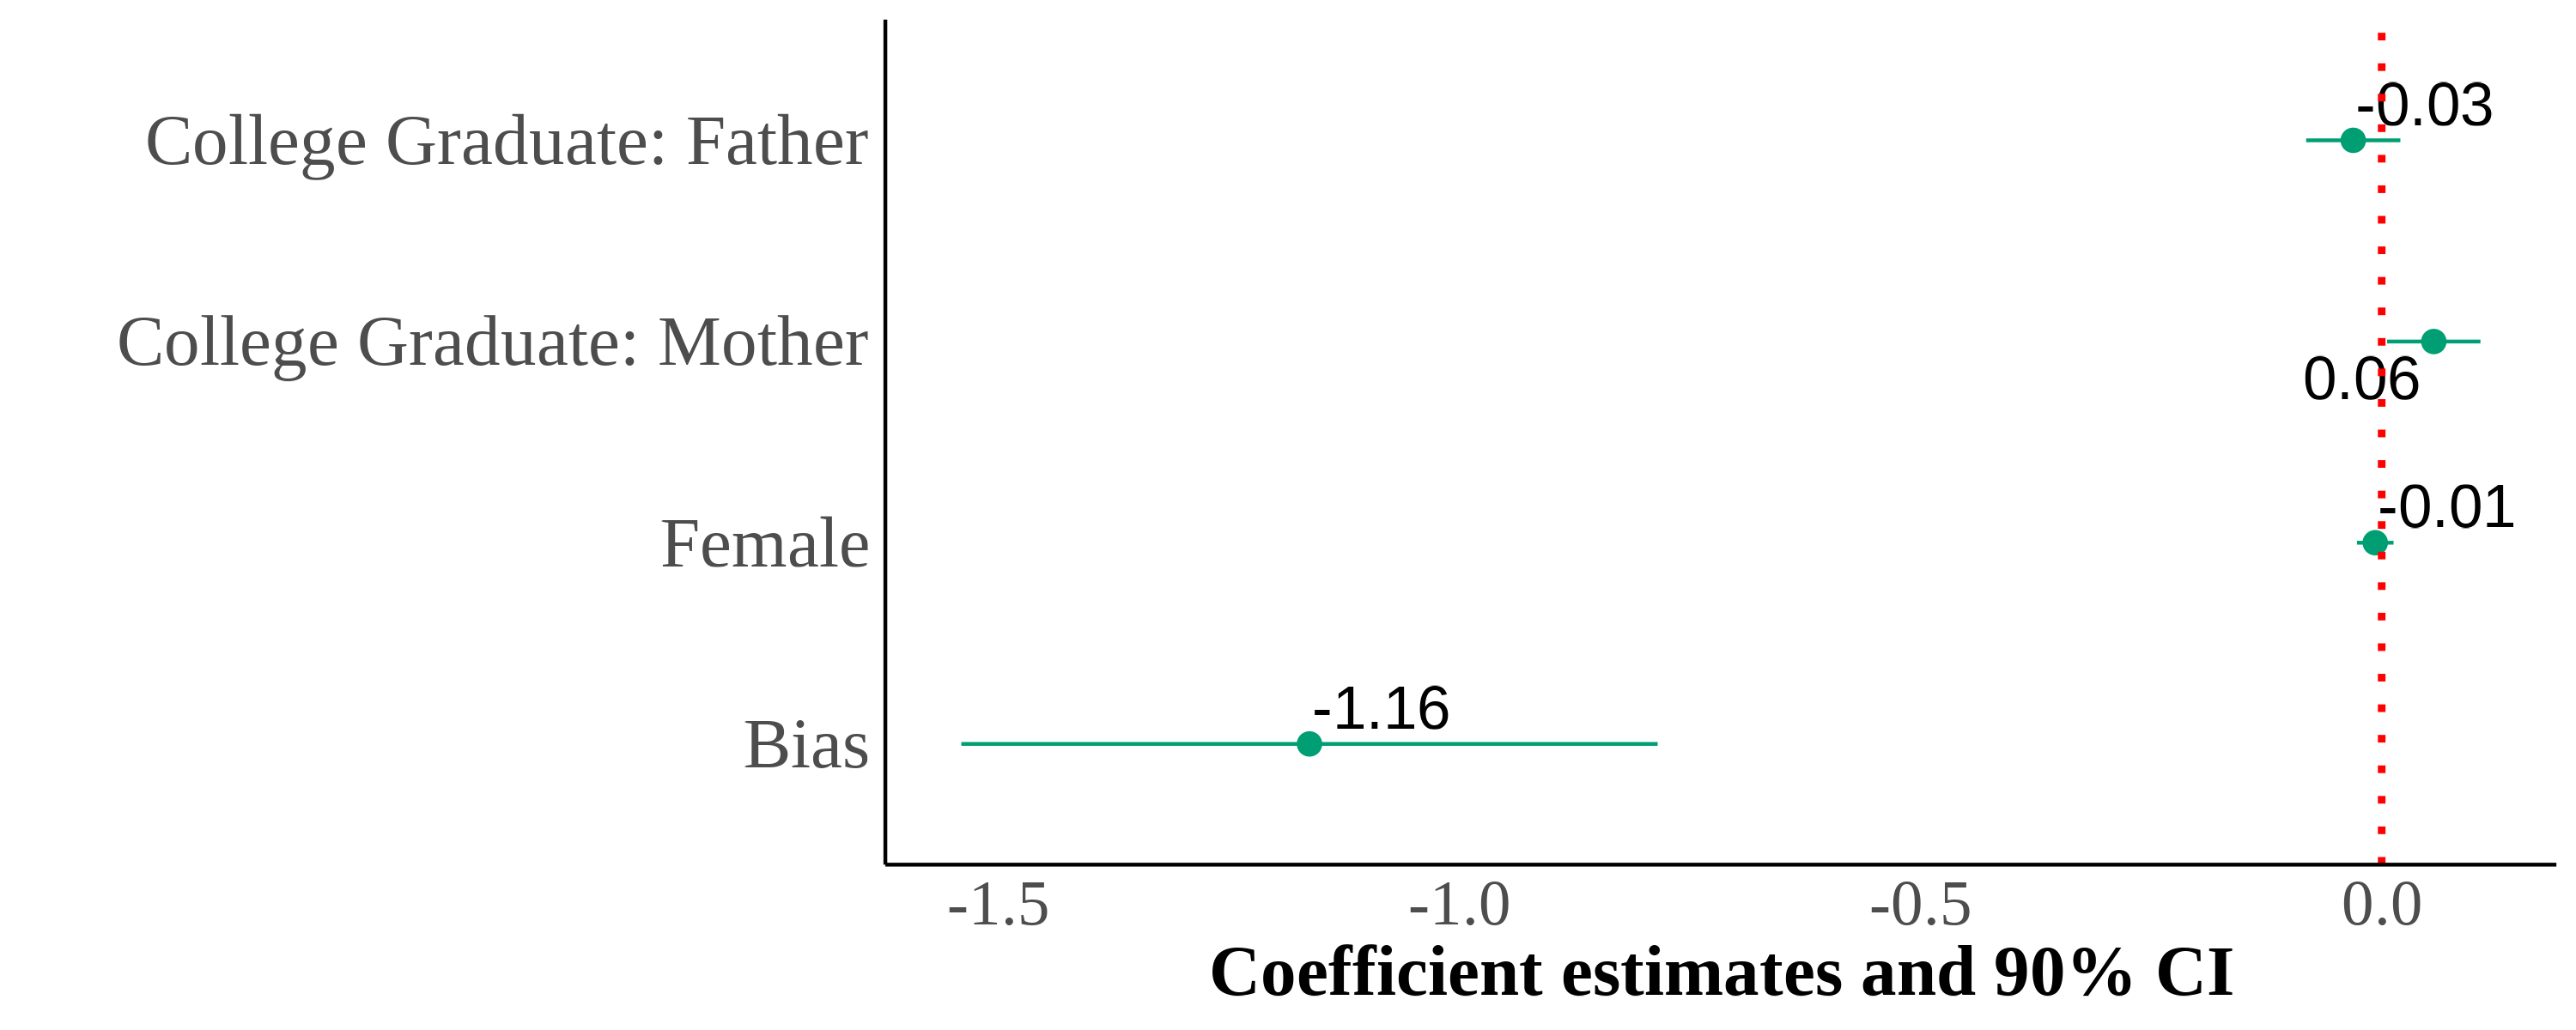 College Graduate: Father
-0.03
College Graduate: Mother
0.06
Female
-0.01
Bias
-1.16
-1.5 -1.0 -0.5 0.0
Coefficient estimates and 90% CI